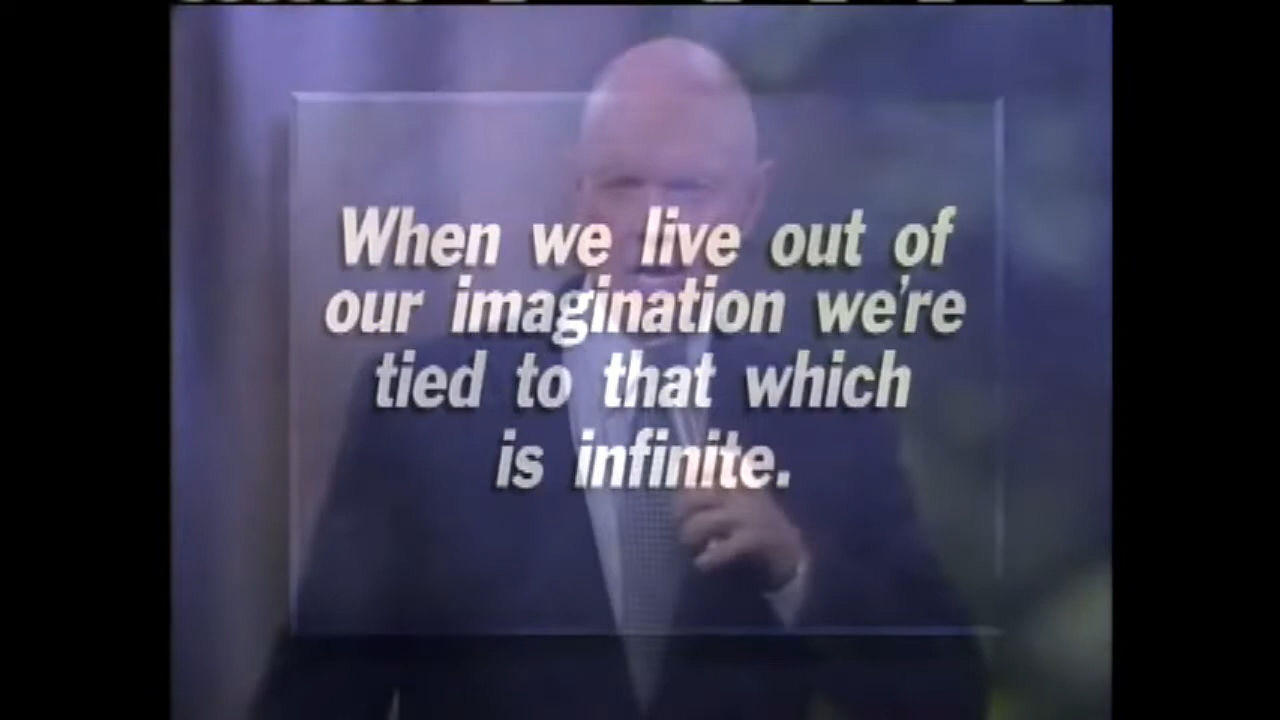 When we live out of
our imagination we're
tied to that which
is infinite.